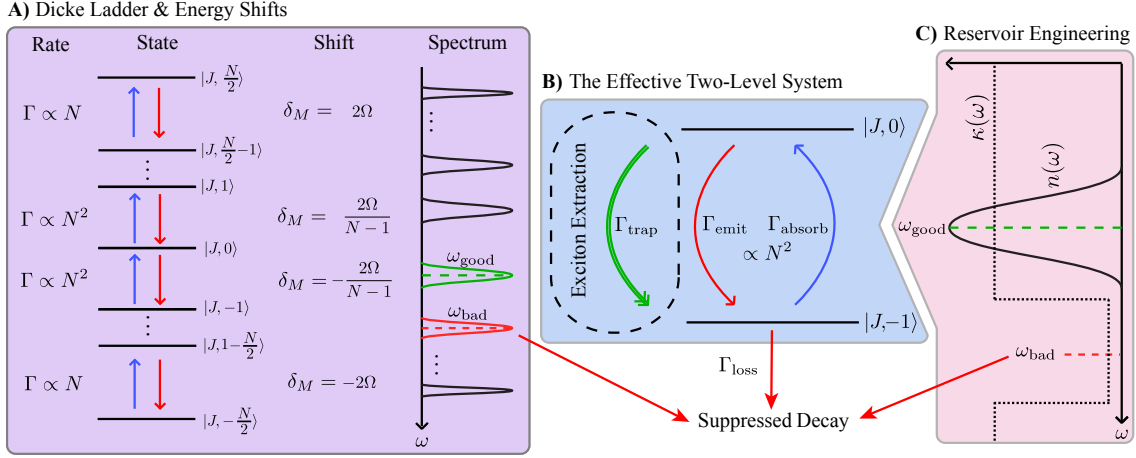 A) Dicke Ladder & Energy Shifts
Rate State Shift Spectrum
|J, N/2⟩
Γ ∝ N δ_M = 2Ω
|J, N/2−1⟩
|J, 1⟩
Γ ∝ N² δ_M = 2Ω/(N−1)
|J, 0⟩
ω_good
Γ ∝ N² δ_M = −2Ω/(N−1)
|J,−1⟩
ω_bad
|J,1−N/2⟩
Γ ∝ N δ_M = −2Ω
|J,−N/2⟩
ω
B) The Effective Two-Level System
|J, 0⟩
Exciton Extraction
Γ_trap Γ_emit Γ_absorb
∝ N²
|J,−1⟩
Γ_loss
Suppressed Decay
C) Reservoir Engineering
κ(ω)
n(ω)
ω_good
ω_bad
ω